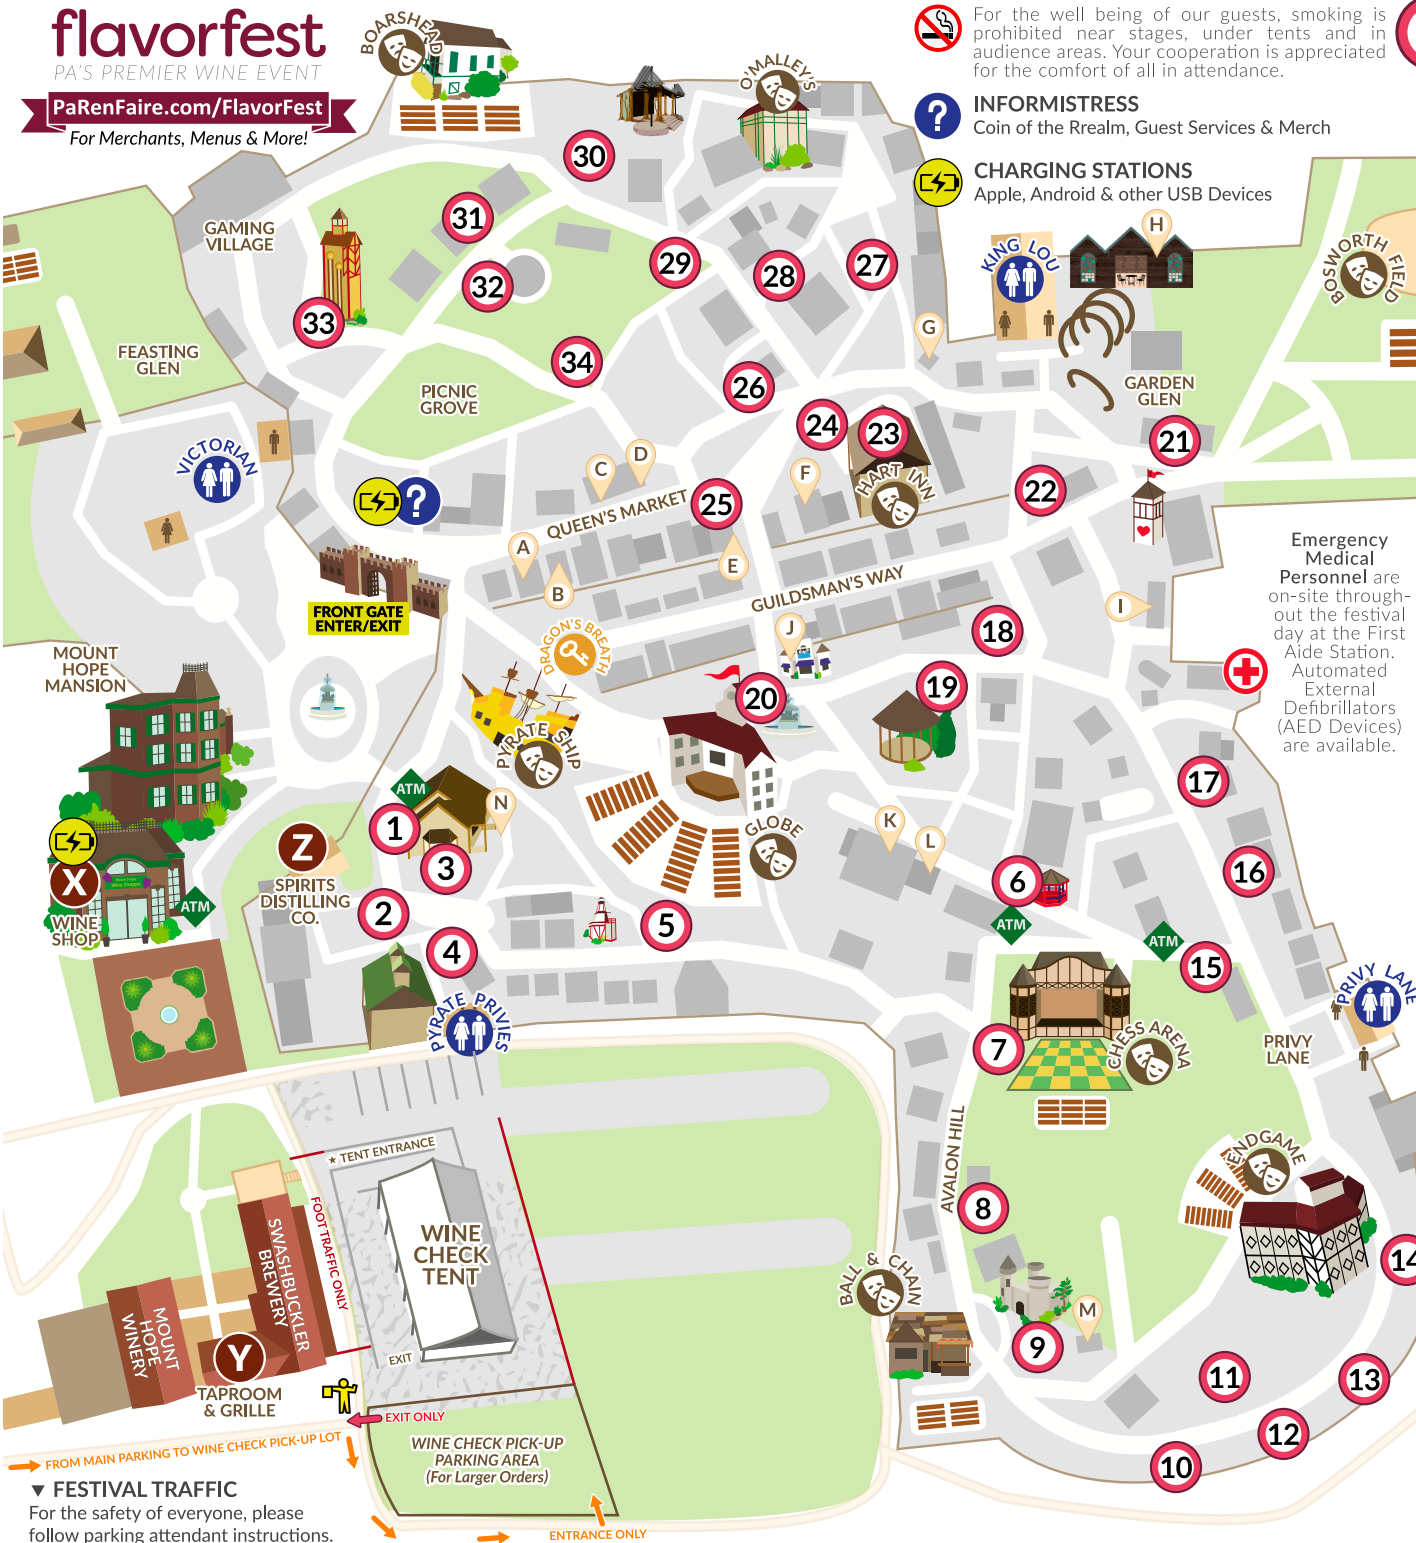 flavorfest
PA'S PREMIER WINE EVENT
PaRenFaire.com/FlavorFest
For Merchants, Menus & More!
For the well being of our guests, smoking is
prohibited near stages, under tents and in
audience areas. Your cooperation is appreciated
for the comfort of all in attendance.
?
INFORMISTRESS
Coin of the Rrealm, Guest Services & Merch
CHARGING STATIONS
Apple, Android & other USB Devices
BOARSHEAD
O'MALLEY'S
30
31
GAMING
VILLAGE
32
29
28
27
H
KING LOU
BOSWORTH FIELD
33
G
FEASTING
GLEN
34
26
PICNIC
GROVE
GARDEN
GLEN
24
23
21
VICTORIAN
C
D
F
HART INN
22
?
25
QUEEN'S MARKET
A
B
E
GUILDSMAN'S WAY
I
FRONT GATE
ENTER/EXIT
DRAGON'S BREATH
J
18
Emergency
Medical
Personnel are
on-site through-
out the festival
day at the First
Aide Station.
Automated
External
Defibrillators
(AED Devices)
are available.
MOUNT
HOPE
MANSION
19
20
PYRATE SHIP
17
ATM
1
N
3
K
L
GLOBE
16
Mount Hope
Wine Shoppe
X
WINE
SHOP
ATM
Z
SPIRITS
DISTILLING
CO.
2
4
5
6
ATM
ATM
15
PYRATE PRIVIES
PRIVY LANE
7
CHESS ARENA
PRIVY
LANE
AVALON HILL
ENDGAME
★ TENT ENTRANCE
FOOT TRAFFIC ONLY
WINE
CHECK
TENT
8
14
SWASHBUCKLER
BREWERY
BALL & CHAIN
M
9
MOUNT
HOPE
WINERY
Y
TAPROOM
& GRILLE
EXIT
11
13
12
10
EXIT ONLY
WINE CHECK PICK-UP
PARKING AREA
(For Larger Orders)
FROM MAIN PARKING TO WINE CHECK PICK-UP LOT
▼ FESTIVAL TRAFFIC
For the safety of everyone, please
follow parking attendant instructions.
ENTRANCE ONLY